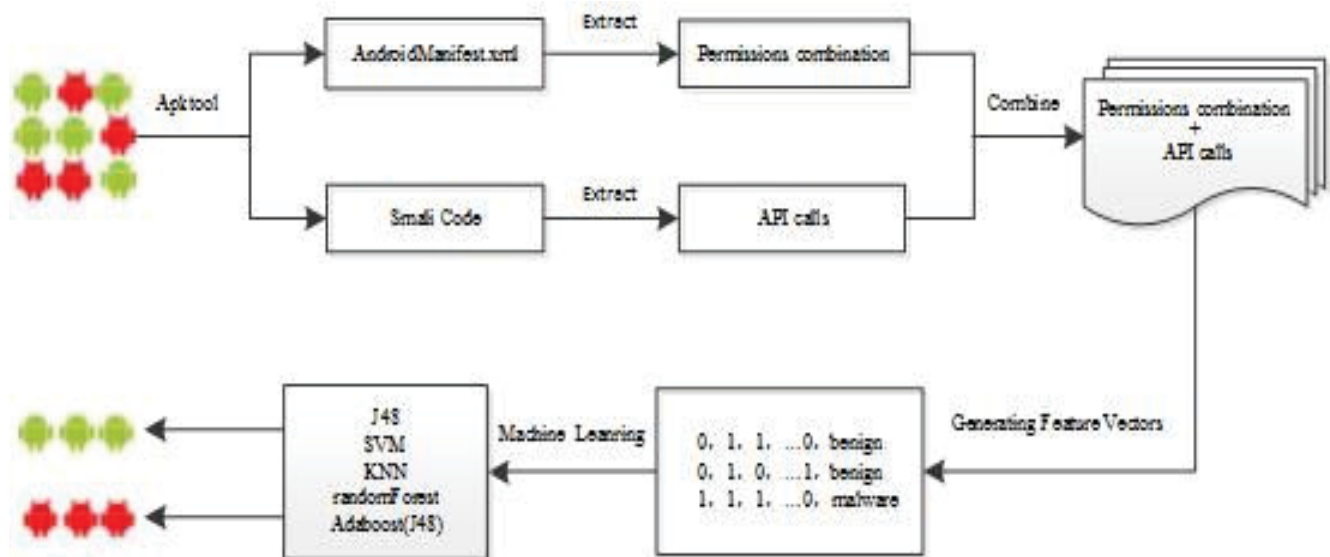 Apktool
AndroidManifest.xml
Extract
Permissions combination
Smali Code
Extract
API calls
Combine
Permissions combination
+
API calls
Generating Feature Vectors
0, 1, 1, ...0, benign
0, 1, 0, ...1, benign
1, 1, 1, ...0, malware
Machine Learning
J48
SVM
KNN
randomForest
Adaboost(J48)